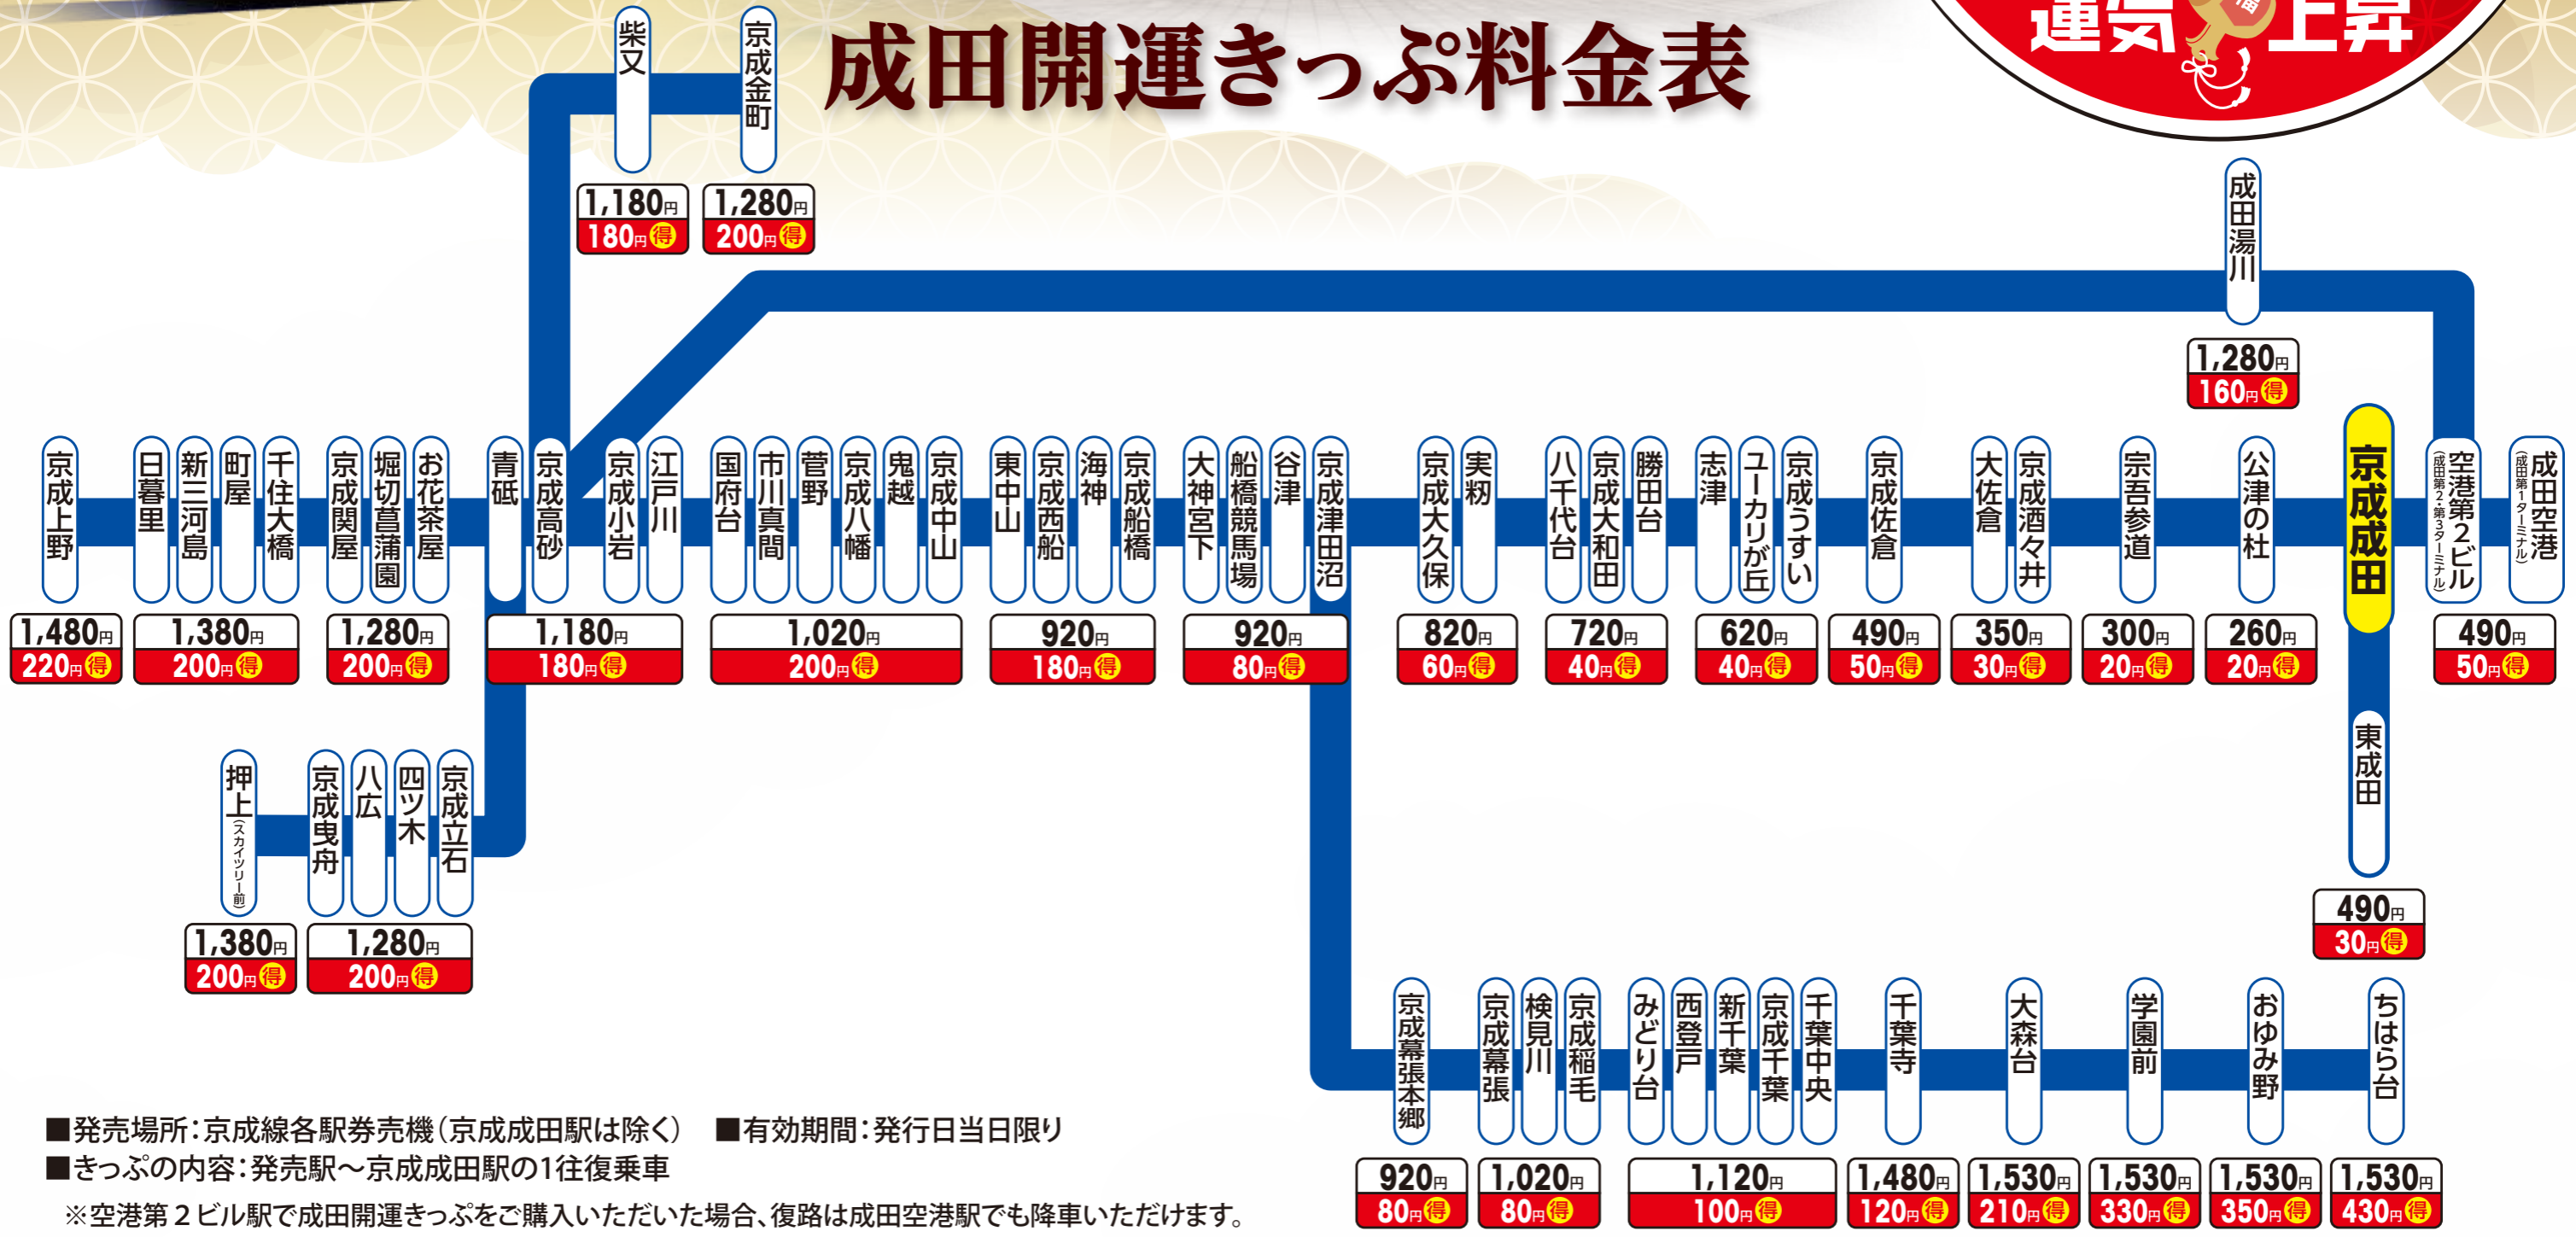 運気上昇
福
成田開運きっぷ料金表
柴又
1,180円
180円得
京成金町
1,280円
200円得
成田湯川
1,280円
160円得
京成上野
1,480円
220円得
日暮里
新三河島
町屋
千住大橋
1,380円
200円得
京成関屋
堀切菖蒲園
お花茶屋
1,280円
200円得
青砥
京成高砂
京成小岩
江戸川
1,180円
180円得
国府台
市川真間
菅野
京成八幡
鬼越
京成中山
1,020円
200円得
東中山
京成西船
海神
京成船橋
920円
180円得
大神宮下
船橋競馬場
谷津
京成津田沼
920円
80円得
京成大久保
実籾
820円
60円得
八千代台
京成大和田
勝田台
720円
40円得
志津
ユーカリが丘
京成うすい
620円
40円得
京成佐倉
490円
50円得
大佐倉
京成酒々井
350円
30円得
宗吾参道
300円
20円得
公津の杜
260円
20円得
京成成田
空港第2ビル
(成田第2・第3ターミナル)
成田空港
(成田第1ターミナル)
490円
50円得
東成田
490円
30円得
押上(スカイツリー前)
1,380円
200円得
京成曳舟
八広
四ツ木
京成立石
1,280円
200円得
京成幕張本郷
920円
80円得
京成幕張
検見川
京成稲毛
1,020円
80円得
みどり台
西登戸
新千葉
京成千葉
千葉中央
1,120円
100円得
千葉寺
1,480円
120円得
大森台
1,530円
210円得
学園前
1,530円
330円得
おゆみ野
1,530円
350円得
ちはら台
1,530円
430円得
■発売場所：京成線各駅券売機（京成成田駅は除く） ■有効期間：発行日当日限り
■きっぷの内容：発売駅〜京成成田駅の1往復乗車
※空港第2ビル駅で成田開運きっぷをご購入いただいた場合、復路は成田空港駅でも降車いただけます。